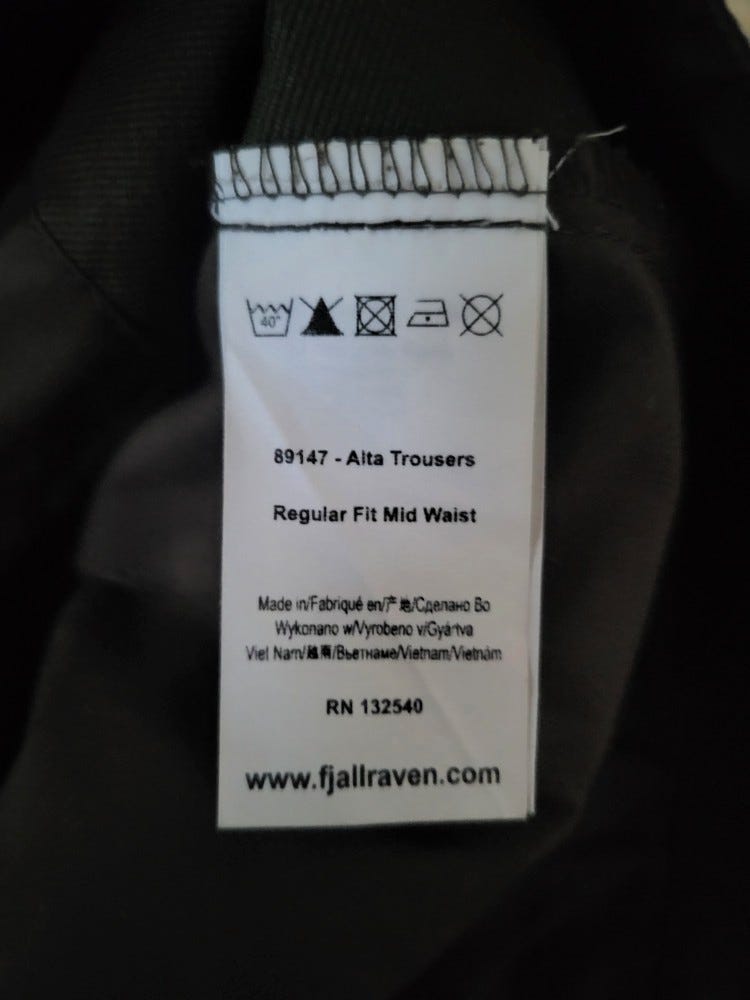 40°
89147 - Alta Trousers
Regular Fit Mid Waist
Made in/Fabriqué en/产地/Сделано Во
Wykonano w/Vyrobeno v/Gyártva
Viet Nam/越南/Вьетнаме/Vietnam/Vietnám
RN 132540
www.fjallraven.com